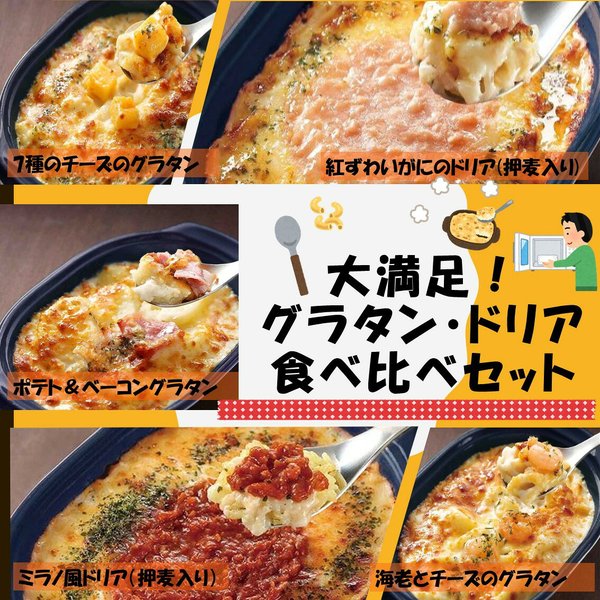 7種のチーズのグラタン
紅ずわいがにのドリア(押麦入り)
大満足！
グラタン・ドリア
食べ比べセット
ポテト＆ベーコングラタン
ミラノ風ドリア(押麦入り)
海老とチーズのグラタン